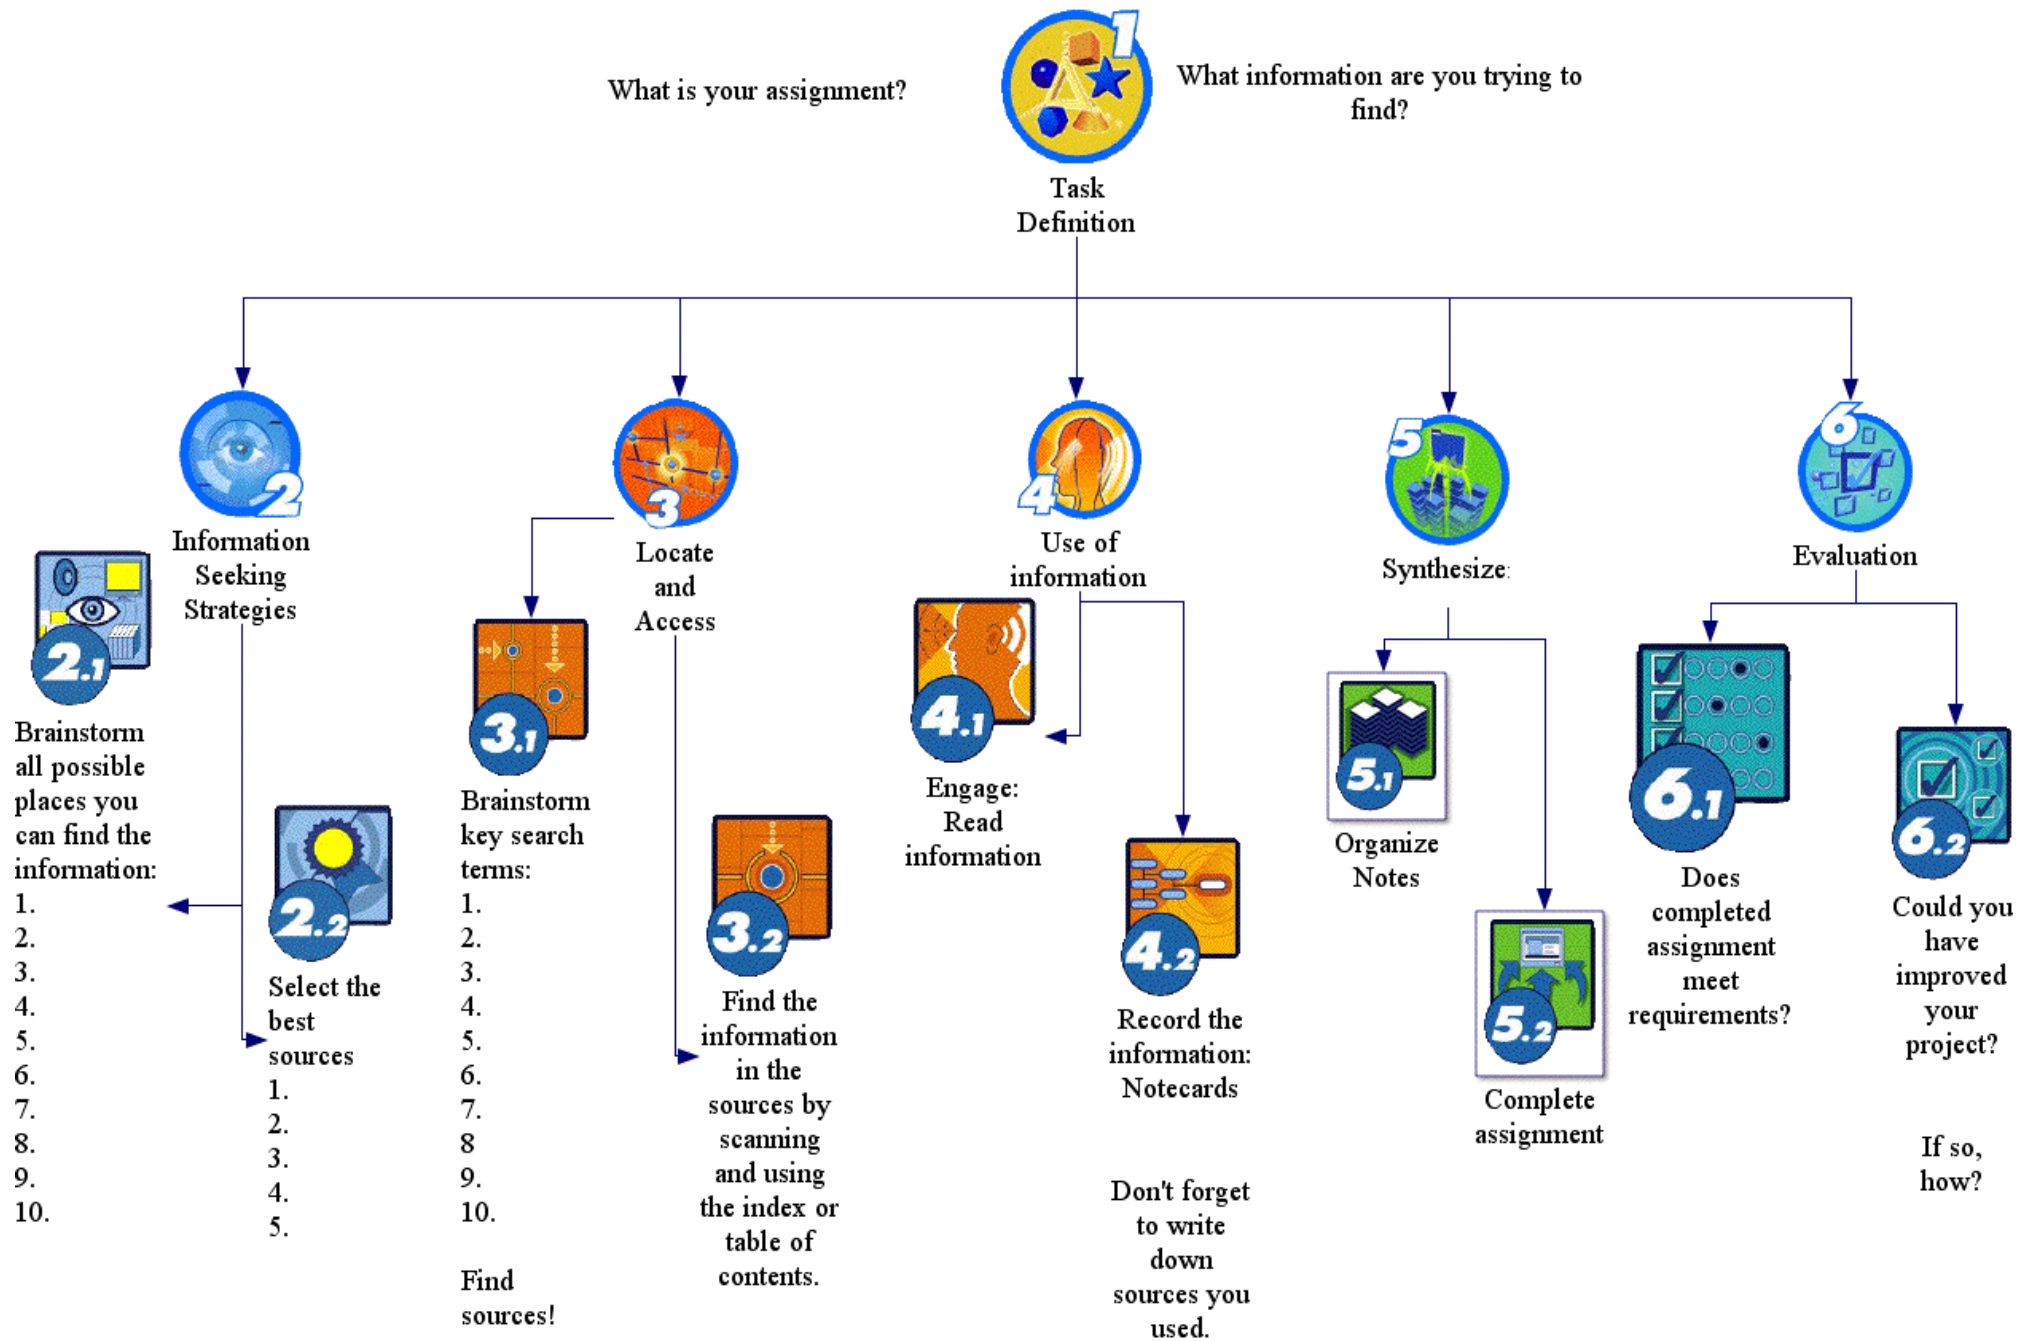 1
What is your assignment?
What information are you trying to
find?
Task
Definition
2
Information
Seeking
Strategies
2.1
Brainstorm
all possible
places you
can find the
information:
1.
2.
3.
4.
5.
6.
7.
8.
9.
10.
2.2
Select the
best
sources
1.
2.
3.
4.
5.
3
Locate
and
Access
3.1
Brainstorm
key search
terms:
1.
2.
3.
4.
5.
6.
7.
8
9.
10.
Find
sources!
3.2
Find the
information
in the
sources by
scanning
and using
the index or
table of
contents.
4
Use of
information
4.1
Engage:
Read
information
4.2
Record the
information:
Notecards
Don't forget
to write
down
sources you
used.
5
Synthesize:
5.1
Organize
Notes
5.2
Complete
assignment
6
Evaluation
6.1
Does
completed
assignment
meet
requirements?
6.2
Could you
have
improved
your
project?
If so,
how?